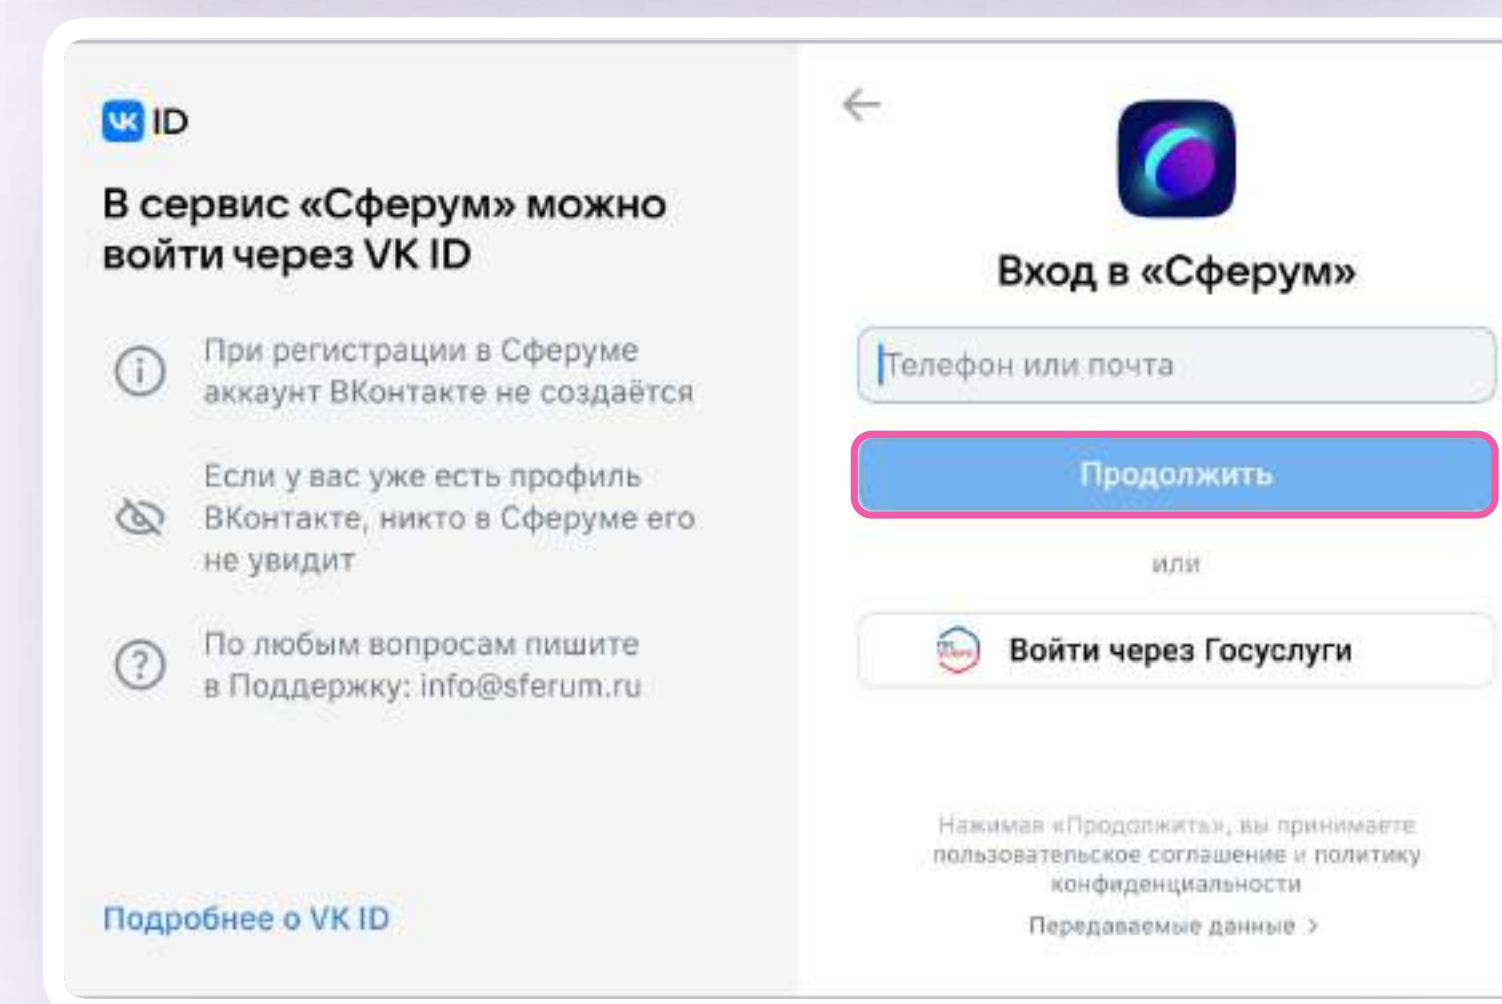 VK ID
В сервис «Сферум» можно
войти через VK ID
При регистрации в Сферуме
аккаунт ВКонтакте не создаётся
Если у вас уже есть профиль
ВКонтакте, никто в Сферуме его
не увидит
По любым вопросам пишите
в Поддержку: info@sferum.ru
Подробнее о VK ID
Вход в «Сферум»
Телефон или почта
Продолжить
или
Войти через Госуслуги
Нажимая «Продолжить», вы принимаете
пользовательское соглашение и политику
конфиденциальности
Передаваемые данные >